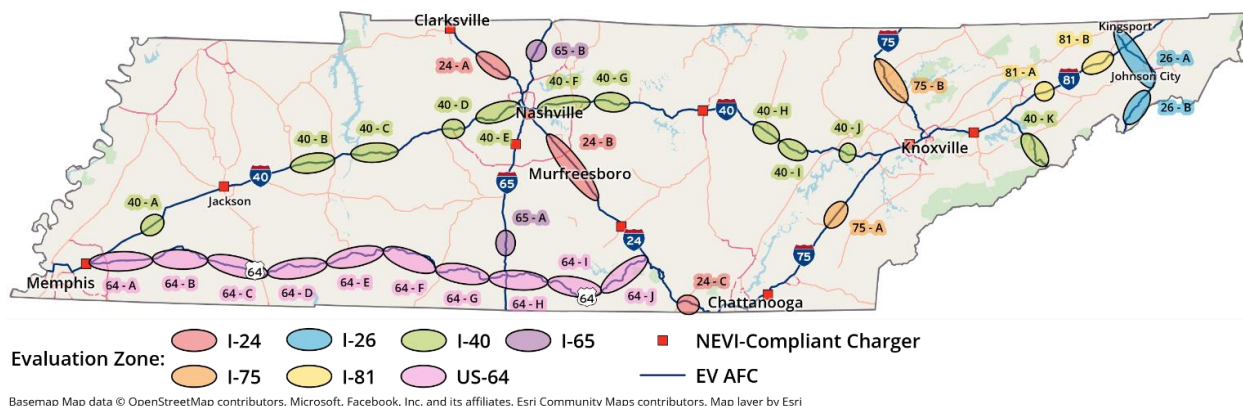 Clarksville
Kingsport
81 - B
65 - B
75
26 - A
24 - A
81 - A
81
Johnson City
40 - F
40 - G
75 - B
26 - B
40 - D
Nashville
40
40 - H
40 - K
40 - B
40 - C
40 - E
24 - B
40 - J
Knoxville
40
65
Murfreesboro
40 - I
Jackson
40 - A
65 - A
24
75 - A
75
64
64 - I
Memphis
64 - A
64 - B
64 - C
64 - D
64 - E
64 - F
64 - G
64 - H
64
64 - J
24 - C
Chattanooga
Evaluation Zone:
I-24
I-26
I-40
I-65
NEVI-Compliant Charger
I-75
I-81
US-64
EV AFC
Basemap Map data © OpenStreetMap contributors, Microsoft, Facebook, Inc. and its affiliates, Esri Community Maps contributors, Map layer by Esri